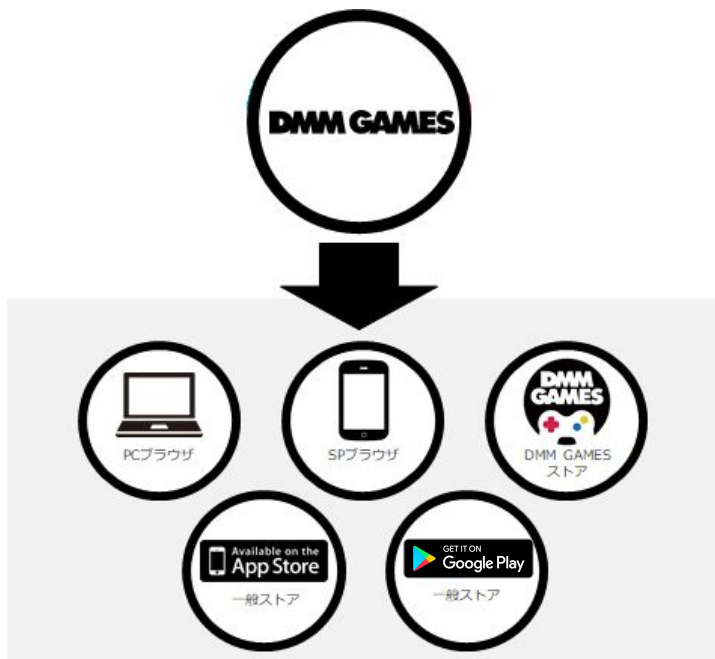 DMM GAMES
PCブラウザ
SPブラウザ
DMM
GAMES
DMM GAMES
ストア
Available on the
App Store
一般ストア
GET IT ON
Google Play
一般ストア